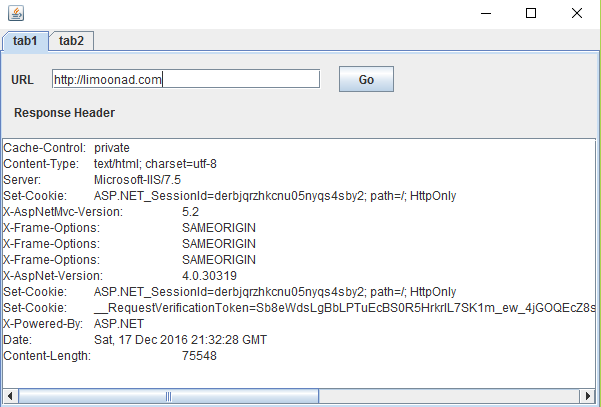 tab1 tab2
URL http://limoonad.com Go
Response Header
Cache-Control: private
Content-Type: text/html; charset=utf-8
Server: Microsoft-IIS/7.5
Set-Cookie: ASP.NET_SessionId=derbjqrzhkcnu05nyqs4sby2; path=/; HttpOnly
X-AspNetMvc-Version: 5.2
X-Frame-Options: SAMEORIGIN
X-Frame-Options: SAMEORIGIN
X-Frame-Options: SAMEORIGIN
X-AspNet-Version: 4.0.30319
Set-Cookie: ASP.NET_SessionId=derbjqrzhkcnu05nyqs4sby2; path=/; HttpOnly
Set-Cookie: __RequestVerificationToken=Sb8eWdsLgBbLPTuEcBS0R5HrkrlL7SK1m_ew_4jGOQEcZ8s
X-Powered-By: ASP.NET
Date: Sat, 17 Dec 2016 21:32:28 GMT
Content-Length: 75548